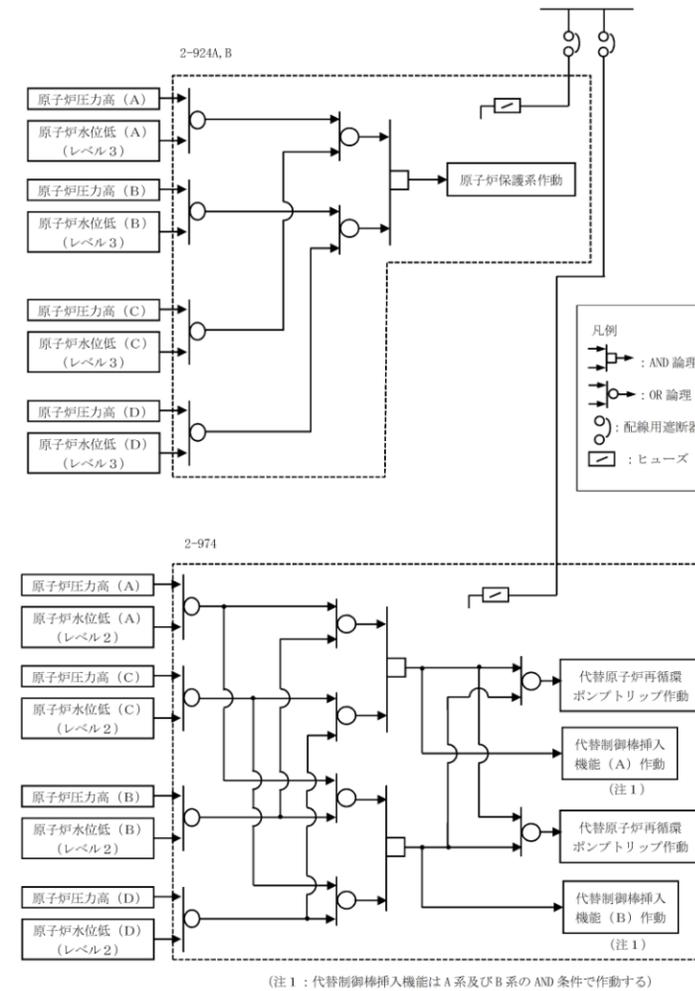 2-924A,B
原子炉圧力高（A）
原子炉水位低（A）
（レベル3）
原子炉圧力高（B）
原子炉水位低（B）
（レベル3）
原子炉圧力高（C）
原子炉水位低（C）
（レベル3）
原子炉圧力高（D）
原子炉水位低（D）
（レベル3）
原子炉保護系作動
凡例
：AND 論理
：OR 論理
：配線用遮断器
：ヒューズ
2-974
原子炉圧力高（A）
原子炉水位低（A）
（レベル2）
原子炉圧力高（C）
原子炉水位低（C）
（レベル2）
原子炉圧力高（B）
原子炉水位低（B）
（レベル2）
原子炉圧力高（D）
原子炉水位低（D）
（レベル2）
代替原子炉再循環
ポンプトリップ作動
代替制御棒挿入
機能（A）作動
（注1）
代替原子炉再循環
ポンプトリップ作動
代替制御棒挿入
機能（B）作動
（注1）
（注1：代替制御棒挿入機能はA系及びB系のAND条件で作動する）